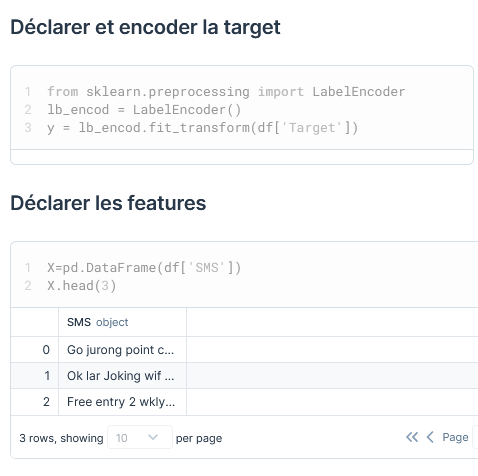 Déclarer et encoder la target
1 from sklearn.preprocessing import LabelEncoder
2 lb_encod = LabelEncoder()
3 y = lb_encod.fit_transform(df['Target'])
Déclarer les features
1 X=pd.DataFrame(df['SMS'])
2 X.head(3)
SMS object
0 Go jurong point c...
1 Ok lar Joking wif ...
2 Free entry 2 wkly...
3 rows, showing 10 per page
Page